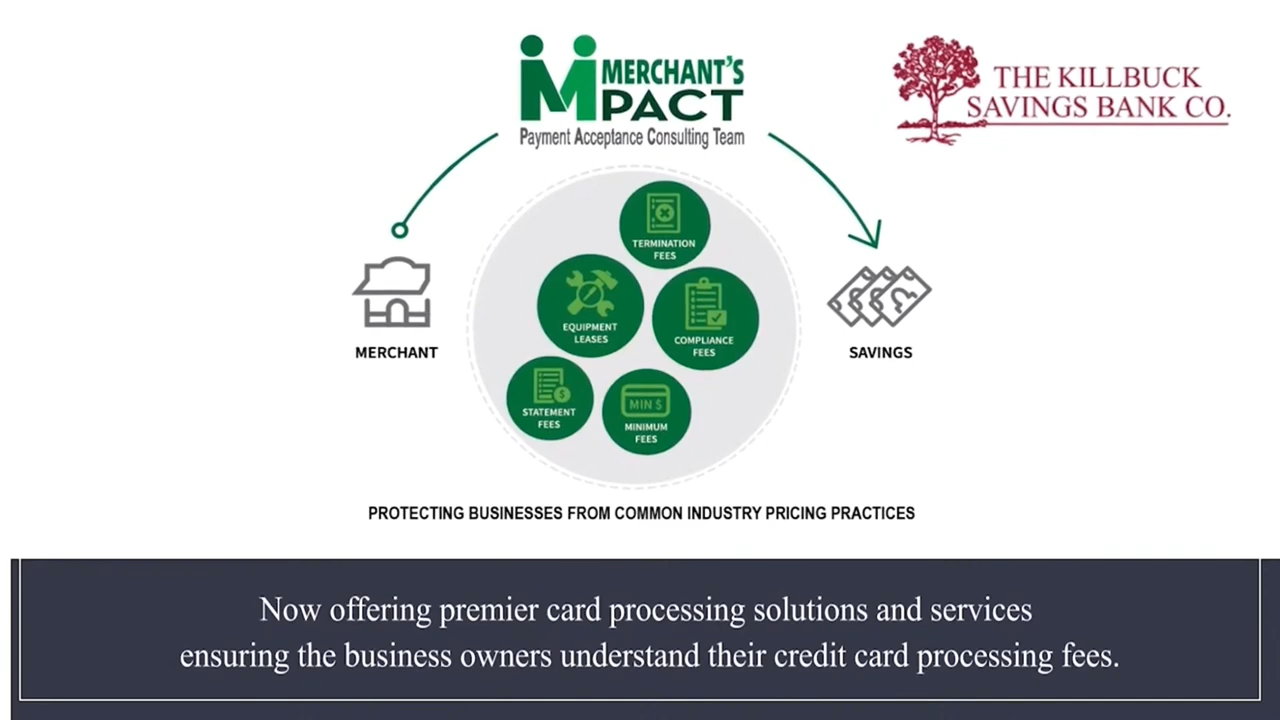 MERCHANT'S
PACT
Payment Acceptance Consulting Team
THE KILLBUCK
SAVINGS BANK CO.
TERMINATION
FEES
EQUIPMENT
LEASES
COMPLIANCE
FEES
MERCHANT
SAVINGS
STATEMENT
FEES
MIN $
MINIMUM
FEES
PROTECTING BUSINESSES FROM COMMON INDUSTRY PRICING PRACTICES
Now offering premier card processing solutions and services
ensuring the business owners understand their credit card processing fees.